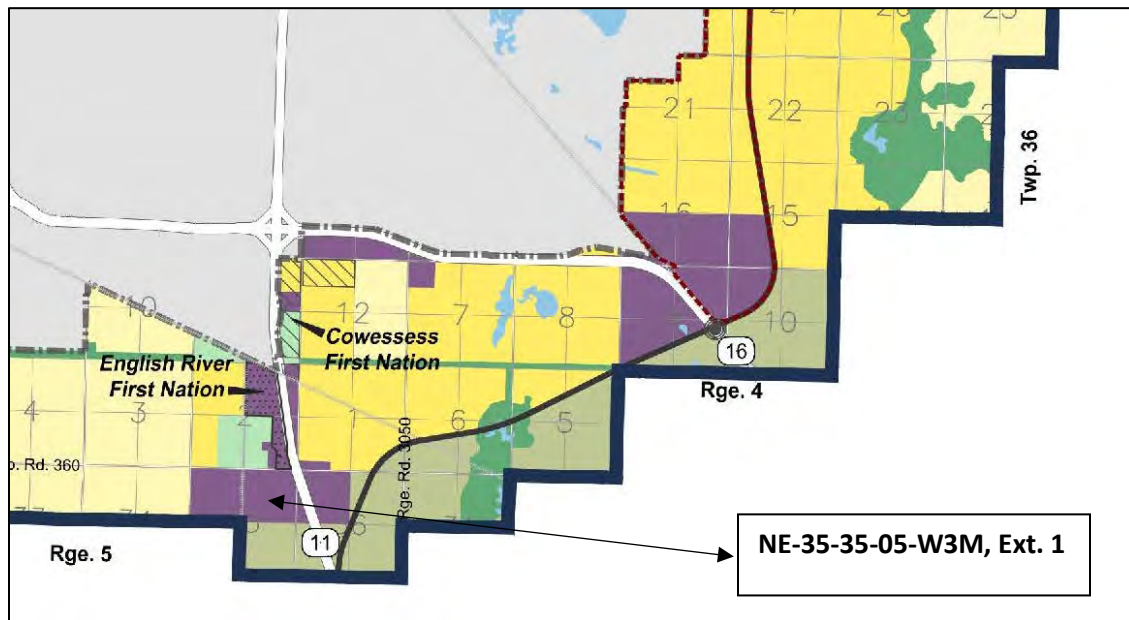 21
22
23
Twp. 36
16
15
10
12
7
8
10
Cowessess
First Nation
English River
First Nation
16
Rge. 4
4
3
2
1
6
5
Rge. Rd. 3050
Rd. 360
11
Rge. 5
NE-35-35-05-W3M, Ext. 1